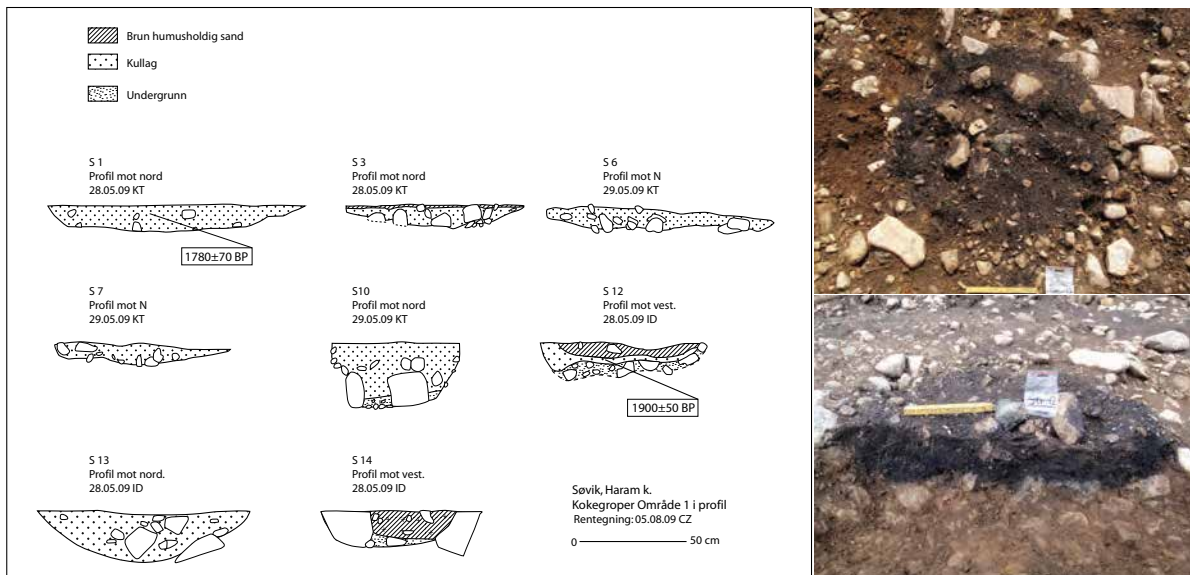 Brun humusholdig sand
Kullag
Undergrunn
S 1
Profil mot nord
28.05.09 KT
1780±70 BP
S 3
Profil mot nord
28.05.09 KT
S 6
Profil mot N
29.05.09 KT
S 7
Profil mot N
29.05.09 KT
S10
Profil mot nord
29.05.09 KT
S 12
Profil mot vest.
28.05.09 ID
1900±50 BP
S 13
Profil mot nord.
28.05.09 ID
S 14
Profil mot vest.
28.05.09 ID
Søvik, Haram k.
Kokegroper Område 1 i profil
Rentegning: 05.08.09 CZ
0 50 cm